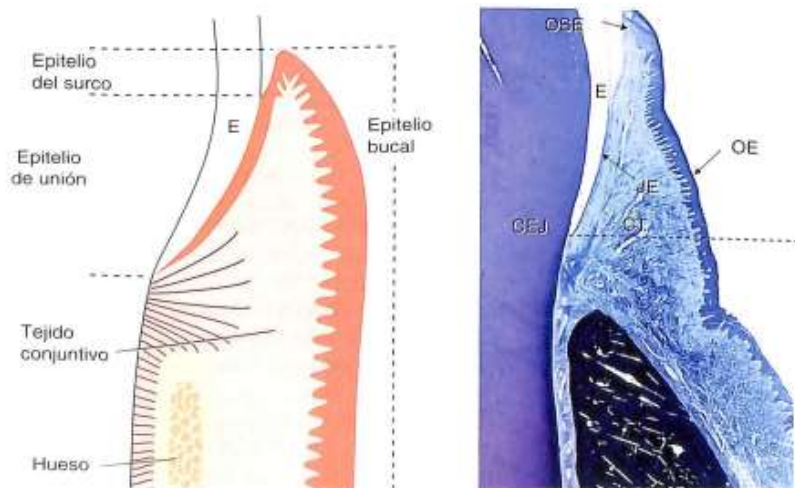 Epitelio
del surco
E
Epitelio
bucal
Epitelio
de unión
Tejido
conjuntivo
Hueso
OSE
E
OE
JE
CEJ
CT